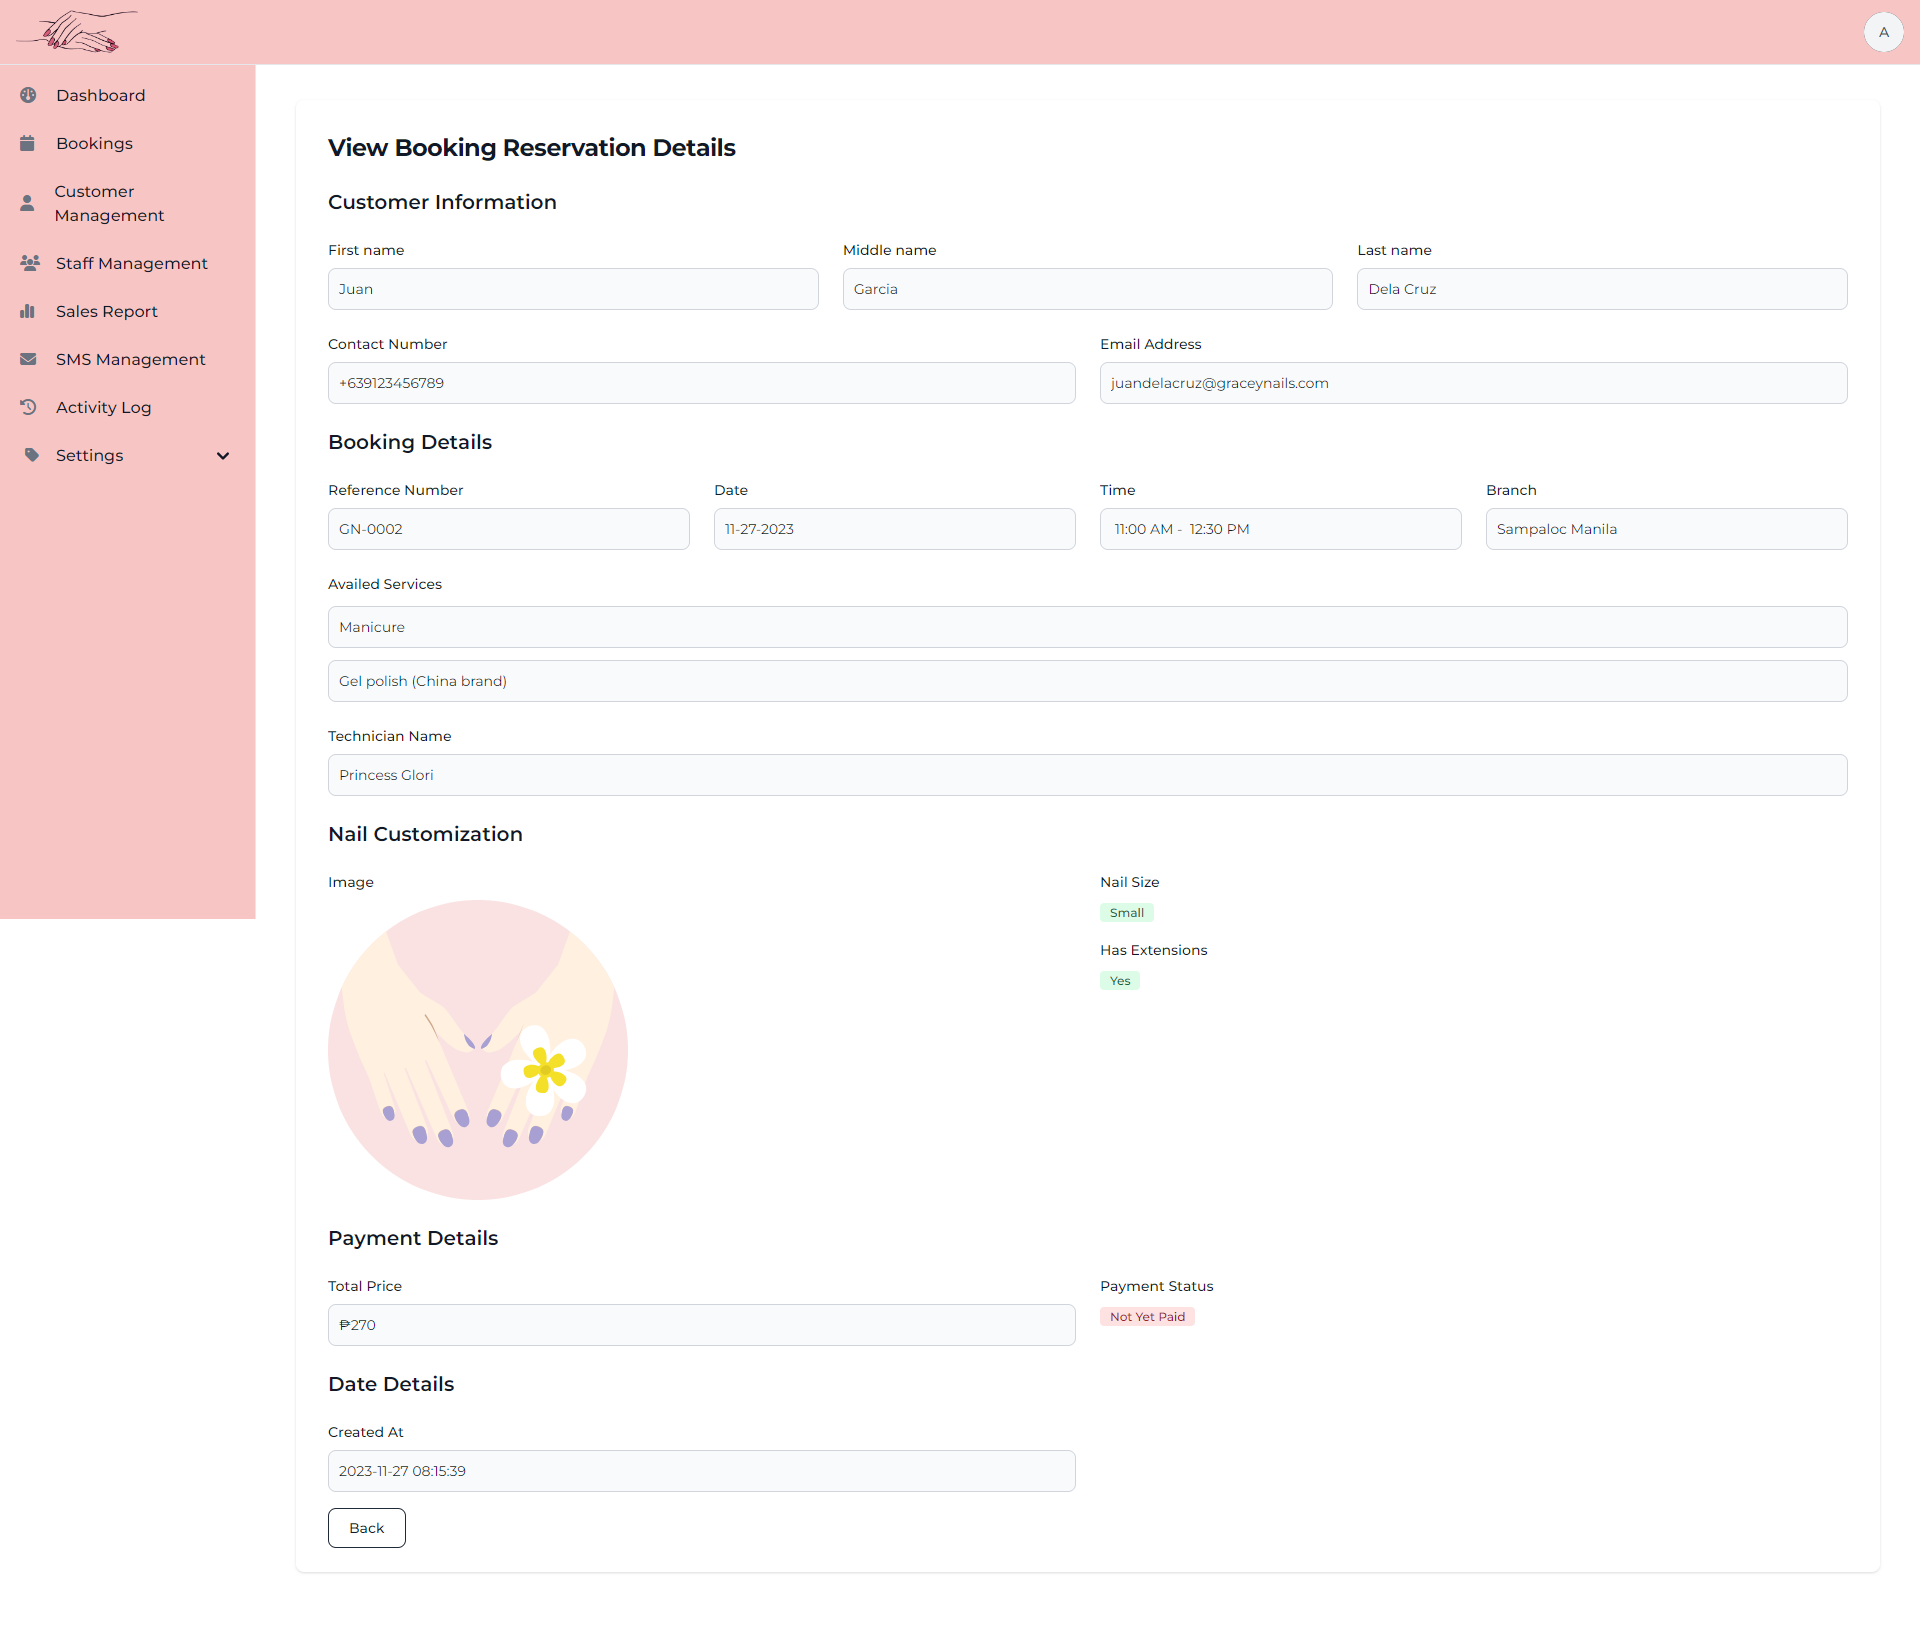 A
Dashboard
Bookings
Customer
Management
Staff Management
Sales Report
SMS Management
Activity Log
Settings
View Booking Reservation Details
Customer Information
First name
Middle name
Last name
Juan
Garcia
Dela Cruz
Contact Number
Email Address
+639123456789
juandelacruz@graceynails.com
Booking Details
Reference Number
Date
Time
Branch
GN-0002
11-27-2023
11:00 AM - 12:30 PM
Sampaloc Manila
Availed Services
Manicure
Gel polish (China brand)
Technician Name
Princess Glori
Nail Customization
Image
Nail Size
Small
Has Extensions
Yes
Payment Details
Total Price
Payment Status
₱270
Not Yet Paid
Date Details
Created At
2023-11-27 08:15:39
Back